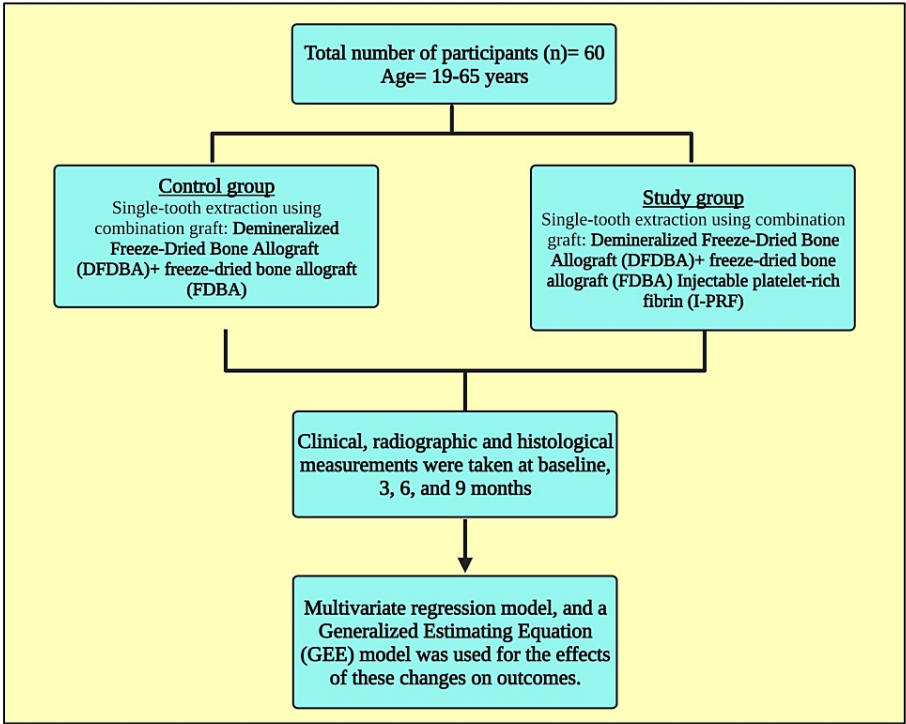 Total number of participants (n)= 60
Age= 19-65 years
Control group
Single-tooth extraction using
combination graft: Demineralized
Freeze-Dried Bone Allograft
(DFDBA)+ freeze-dried bone allograft
(FDBA)
Study group
Single-tooth extraction using combination
graft: Demineralized Freeze-Dried Bone
Allograft (DFDBA)+ freeze-dried bone
allograft (FDBA) Injectable platelet-rich
fibrin (I-PRF)
Clinical, radiographic and histological
measurements were taken at baseline,
3, 6, and 9 months
Multivariate regression model, and a
Generalized Estimating Equation
(GEE) model was used for the effects
of these changes on outcomes.